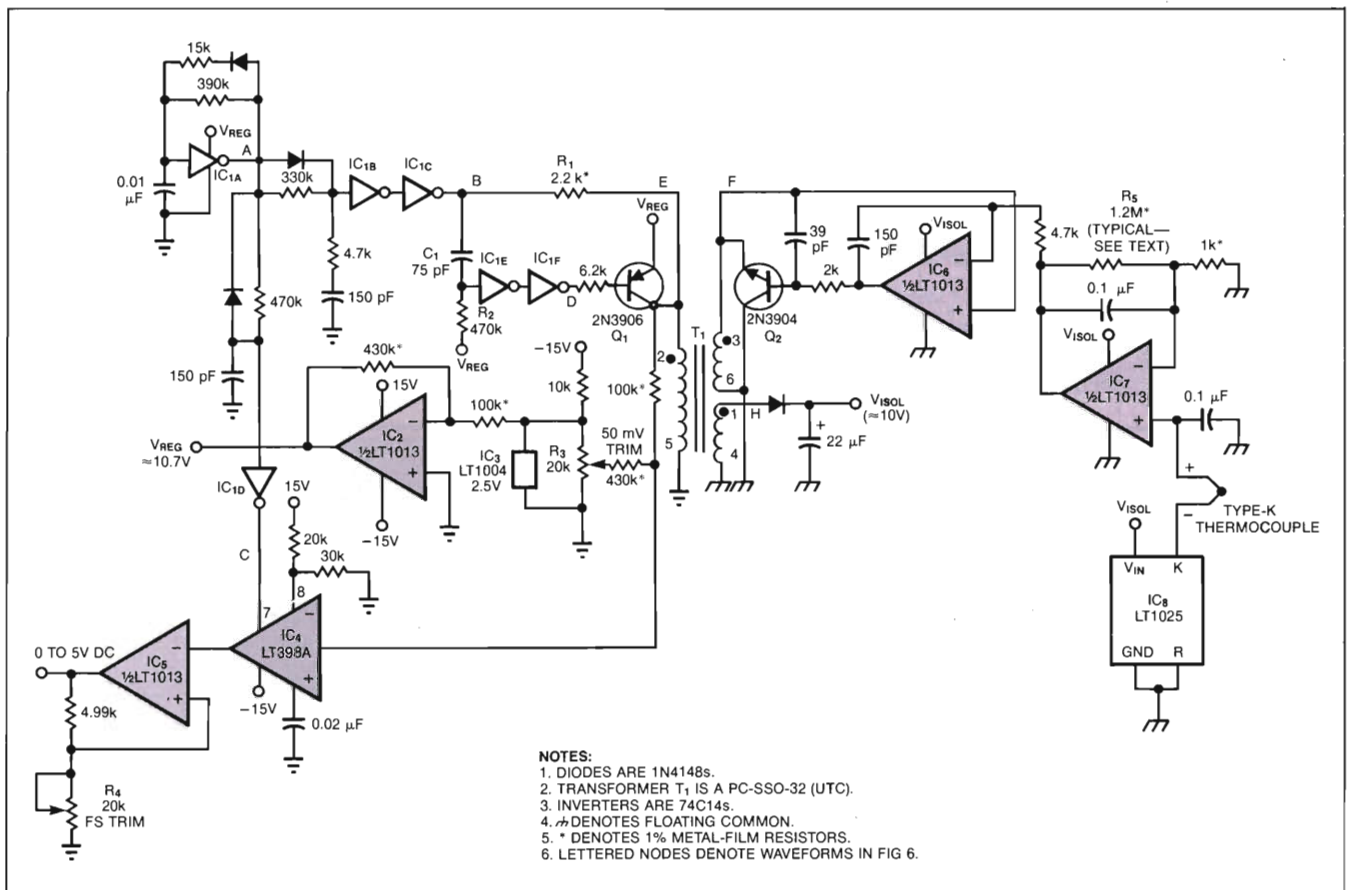 15k
390k
VREG
A
IC1A
0.01
μF
330k
IC1B
IC1C
B
R1
2.2 k*
E
F
VREG
4.7k
150 pF
C1
75 pF
IC1E
IC1F
D
6.2k
R2
470k
VREG
2N3906
Q1
39
pF
150
pF
2k
2N3904
Q2
VISOL
IC6
½LT1013
−
+
4.7k
R5
1.2M*
(TYPICAL—
SEE TEXT)
1k*
0.1 μF
VISOL
IC7
½LT1013
−
+
0.1 μF
470k
150 pF
430k*
15V
−
IC2
½LT1013
+
−15V
VREG
≈10.7V
100k*
−15V
10k
IC3
LT1004
2.5V
R3
20k
50 mV
TRIM
430k*
100k*
T1
2
5
3
6
1
4
H
VISOL
(≈10V)
+
22 μF
+
−
TYPE-K
THERMOCOUPLE
VISOL
VIN
K
IC8
LT1025
GND
R
IC1D
C
15V
20k
30k
7
8
−
IC4
LT398A
+
−15V
0.02 μF
0 TO 5V DC
IC5
½LT1013
−
+
4.99k
R4
20k
FS TRIM
NOTES:
1. DIODES ARE 1N4148s.
2. TRANSFORMER T1 IS A PC-SSO-32 (UTC).
3. INVERTERS ARE 74C14s.
4. DENOTES FLOATING COMMON.
5. * DENOTES 1% METAL-FILM RESISTORS.
6. LETTERED NODES DENOTE WAVEFORMS IN FIG 6.